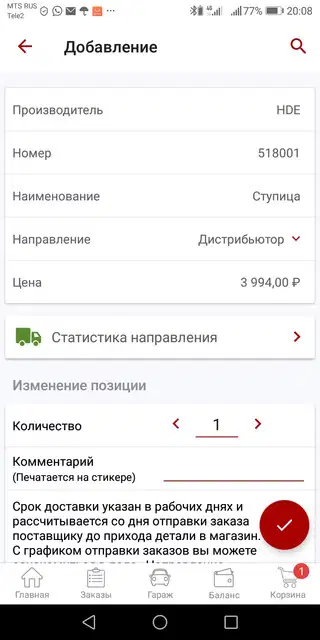 MTS RUS
Tele2
4G
77%
20:08
Добавление
Производитель HDE
Номер 518001
Наименование Ступица
Направление Дистрибьютор
Цена 3 994,00 ₽
Статистика направления
Изменение позиции
Количество 1
Комментарий
(Печатается на стикере)
Срок доставки указан в рабочих днях и
рассчитывается со дня отправки заказа
поставщику до прихода детали в магазин.
С графиком отправки заказов вы можете
1
Главная Заказы Гараж Баланс Корзина